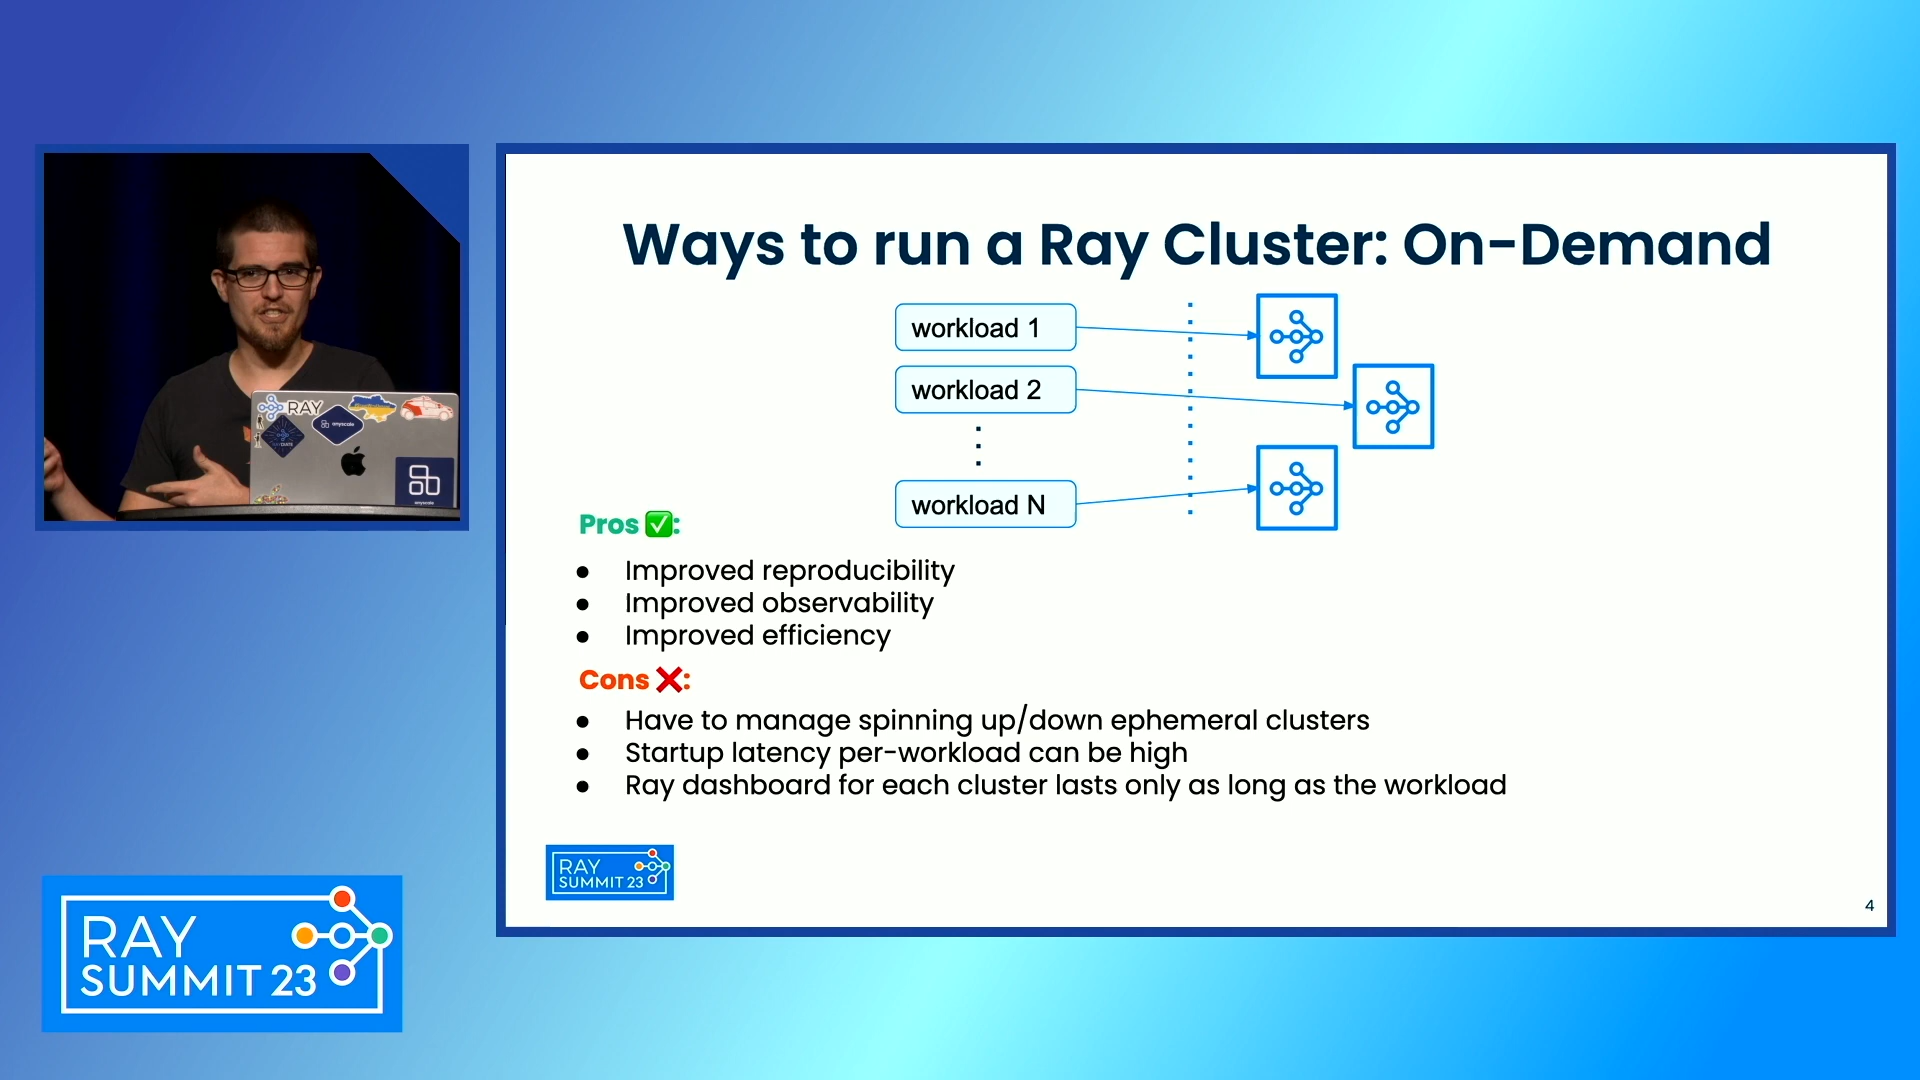 Ways to run a Ray Cluster: On-Demand
workload 1
workload 2
workload N
Pros ✅:
● Improved reproducibility
● Improved observability
● Improved efficiency
Cons ❌:
● Have to manage spinning up/down ephemeral clusters
● Startup latency per-workload can be high
● Ray dashboard for each cluster lasts only as long as the workload
RAY
SUMMIT 23
4
RAY
anyscale
anyscale
RAY
SUMMIT 23